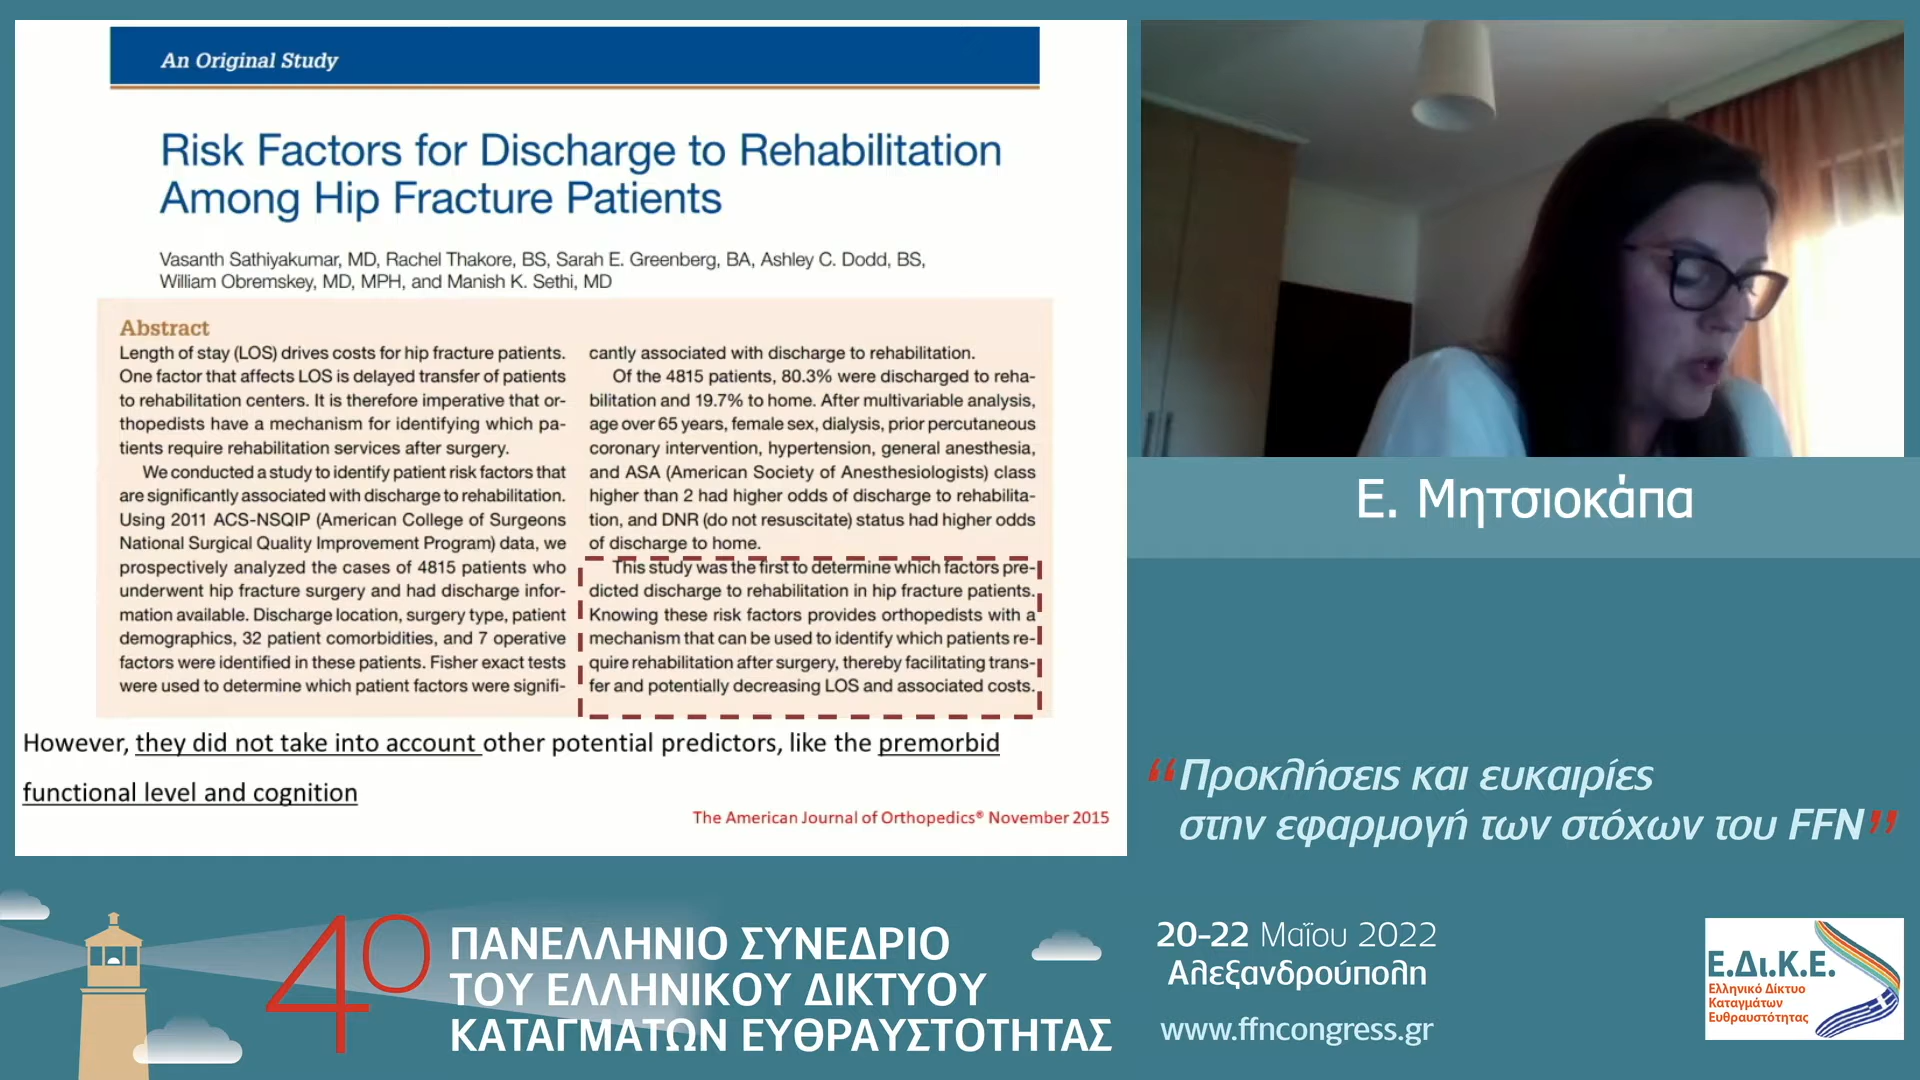 An Original Study
Risk Factors for Discharge to Rehabilitation
Among Hip Fracture Patients
Vasanth Sathiyakumar, MD, Rachel Thakore, BS, Sarah E. Greenberg, BA, Ashley C. Dodd, BS,
William Obremskey, MD, MPH, and Manish K. Sethi, MD
Abstract
Length of stay (LOS) drives costs for hip fracture patients.
One factor that affects LOS is delayed transfer of patients
to rehabilitation centers. It is therefore imperative that or-
thopedists have a mechanism for identifying which pa-
tients require rehabilitation services after surgery.
We conducted a study to identify patient risk factors that
are significantly associated with discharge to rehabilitation.
Using 2011 ACS-NSQIP (American College of Surgeons
National Surgical Quality Improvement Program) data, we
prospectively analyzed the cases of 4815 patients who
underwent hip fracture surgery and had discharge infor-
mation available. Discharge location, surgery type, patient
demographics, 32 patient comorbidities, and 7 operative
factors were identified in these patients. Fisher exact tests
were used to determine which patient factors were signifi-
cantly associated with discharge to rehabilitation.
Of the 4815 patients, 80.3% were discharged to reha-
bilitation and 19.7% to home. After multivariable analysis,
age over 65 years, female sex, dialysis, prior percutaneous
coronary intervention, hypertension, general anesthesia,
and ASA (American Society of Anesthesiologists) class
higher than 2 had higher odds of discharge to rehabilita-
tion, and DNR (do not resuscitate) status had higher odds
of discharge to home.
This study was the first to determine which factors pre-
dicted discharge to rehabilitation in hip fracture patients.
Knowing these risk factors provides orthopedists with a
mechanism that can be used to identify which patients re-
quire rehabilitation after surgery, thereby facilitating trans-
fer and potentially decreasing LOS and associated costs.
However, they did not take into account other potential predictors, like the premorbid
functional level and cognition
The American Journal of Orthopedics® November 2015
Ε. Μητσιοκάπα
“Προκλήσεις και ευκαιρίες
στην εφαρμογή των στόχων του FFN”
4ο
ΠΑΝΕΛΛΗΝΙΟ ΣΥΝΕΔΡΙΟ
ΤΟΥ ΕΛΛΗΝΙΚΟΥ ΔΙΚΤΥΟΥ
ΚΑΤΑΓΜΑΤΩΝ ΕΥΘΡΑΥΣΤΟΤΗΤΑΣ
20-22 Μαΐου 2022
Αλεξανδρούπολη
www.ffncongress.gr
Ε.Δι.Κ.Ε.
Ελληνικό Δίκτυο
Καταγμάτων
Ευθραυστότητας